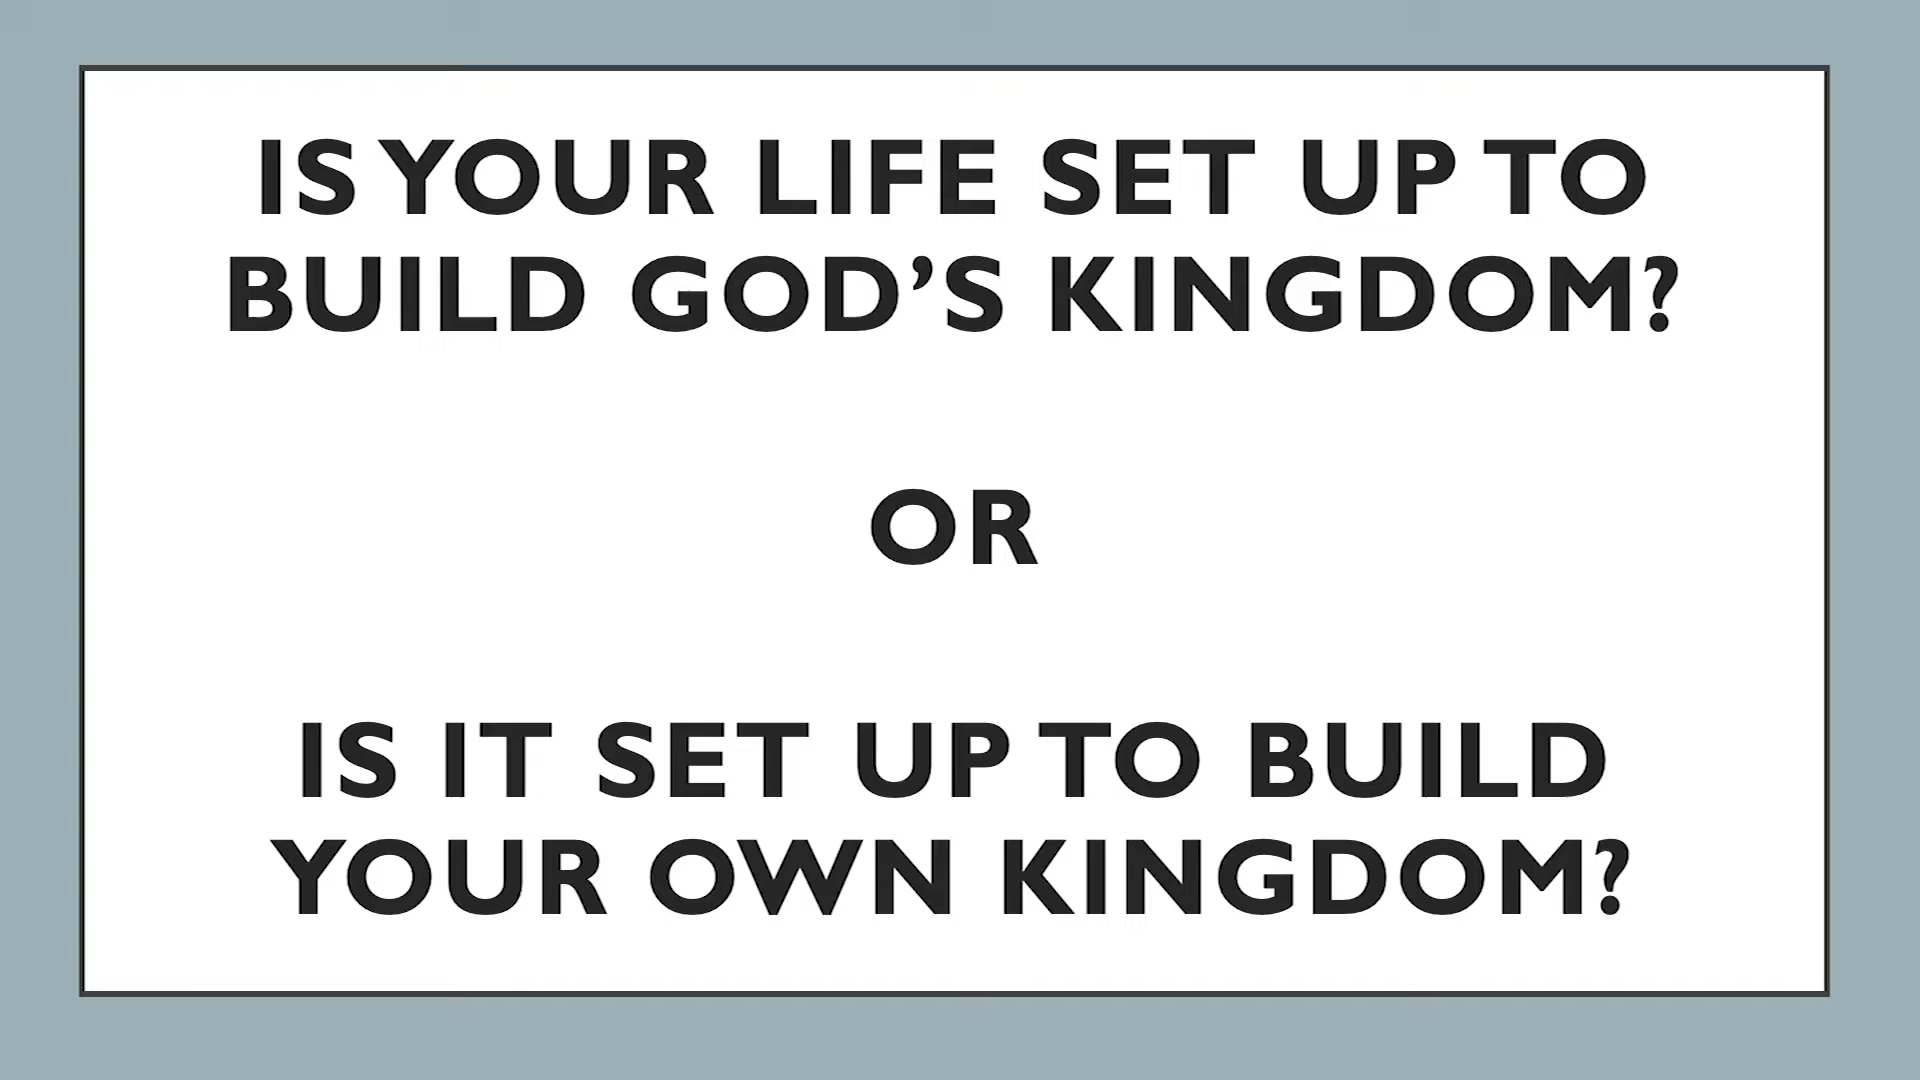 IS YOUR LIFE SET UP TO
BUILD GOD’S KINGDOM?
OR
IS IT SET UP TO BUILD
YOUR OWN KINGDOM?